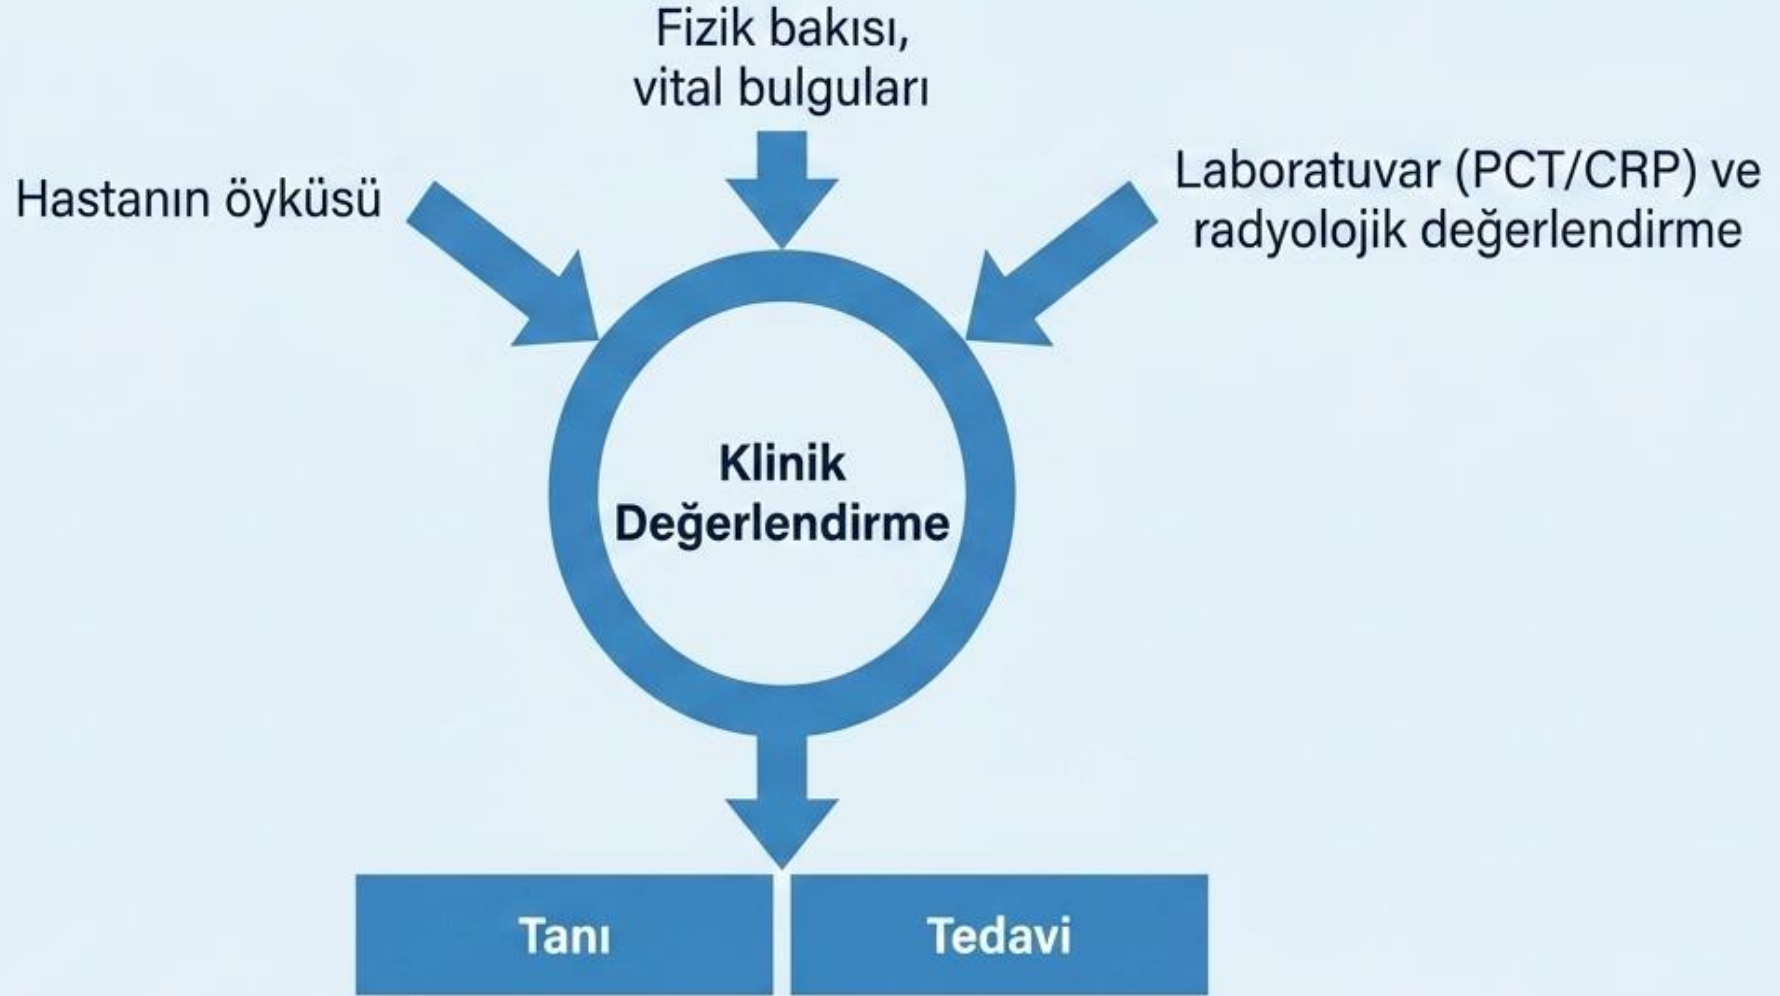 Fizik bakısı,
vital bulguları
Hastanın öyküsü
Laboratuvar (PCT/CRP) ve
radyolojik değerlendirme
Klinik
Değerlendirme
Tanı
Tedavi